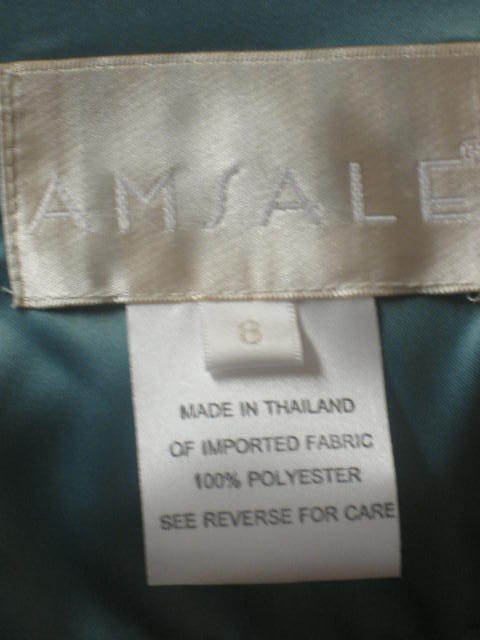 AMSALE®
8
MADE IN THAILAND
OF IMPORTED FABRIC
100% POLYESTER
SEE REVERSE FOR CARE